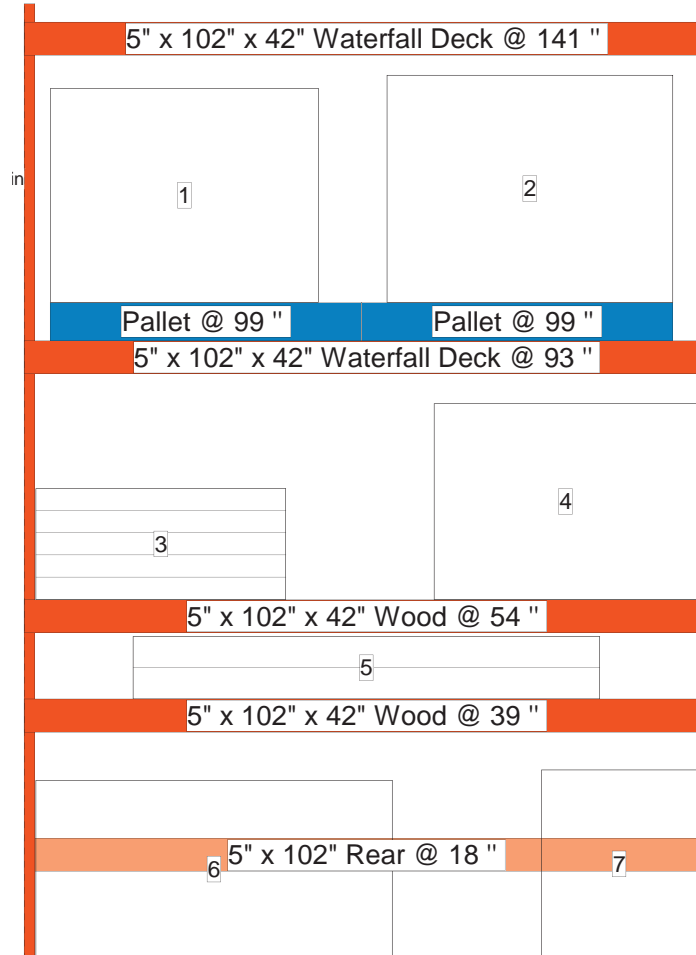 5" x 102" x 42" Waterfall Deck @ 141 "
in
1
2
Pallet @ 99 "
Pallet @ 99 "
5" x 102" x 42" Waterfall Deck @ 93 "
3
4
5" x 102" x 42" Wood @ 54 "
5
5" x 102" x 42" Wood @ 39 "
6
5" x 102" Rear @ 18 "
7